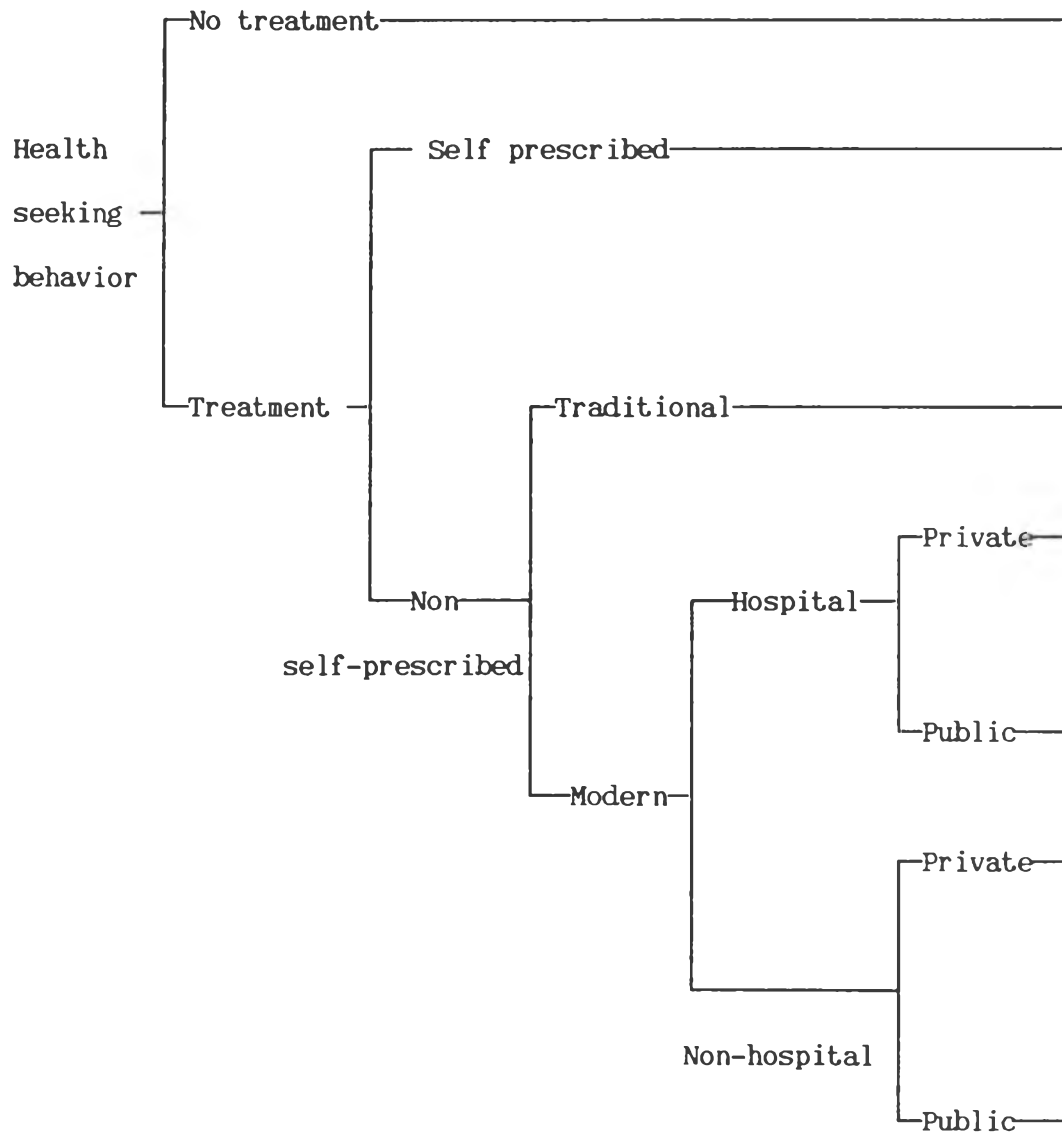 No treatment
Health
seeking
behavior
Self prescribed
Treatment
Traditional
Private
Non
Hospital
self-prescribed
Public
Modern
Private
Non-hospital
Public